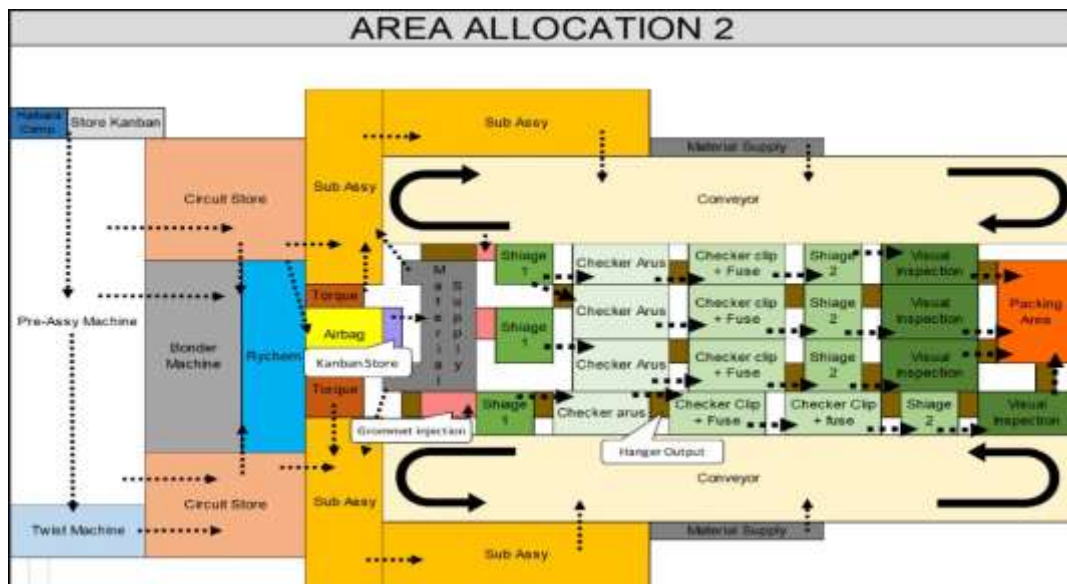 AREA ALLOCATION 2
Store Kanban
Sub Assy
Material Supply
Circuit Store
Sub Assy
Conveyor
Shiage
1
Checker Arus
Checker clip
+ Fuse
Shiage
2
Visual
Inspection
Material
Supply
Torque
Checker Arus
Checker clip
+ Fuse
Shiage
2
Visual
Inspection
Packing
Area
Pre-Assy Machine
Bonder
Machine
Rychem
Airbag
Kanban Store
Shiage
1
Checker Arus
Checker clip
+ Fuse
Shiage
2
Visual
Inspection
Torque
Grommet injection
Shiage
1
Checker arus
Checker Clip
+ Fuse
Checker Clip
+ fuse
Shiage
2
Visual
Inspection
Hanger Output
Circuit Store
Sub Assy
Conveyor
Twist Machine
Sub Assy
Material Supply